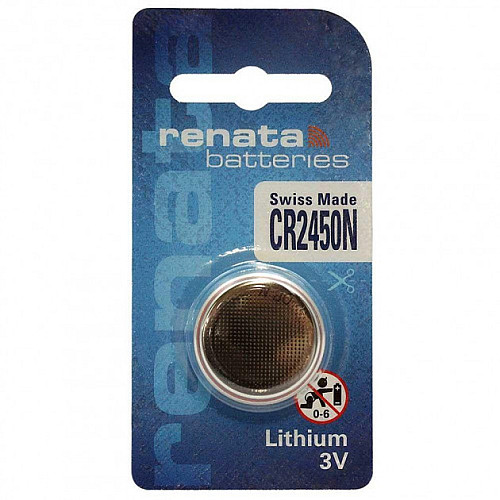 renata
batteries
Swiss Made
CR2450N
0-6
Lithium
3V
renata